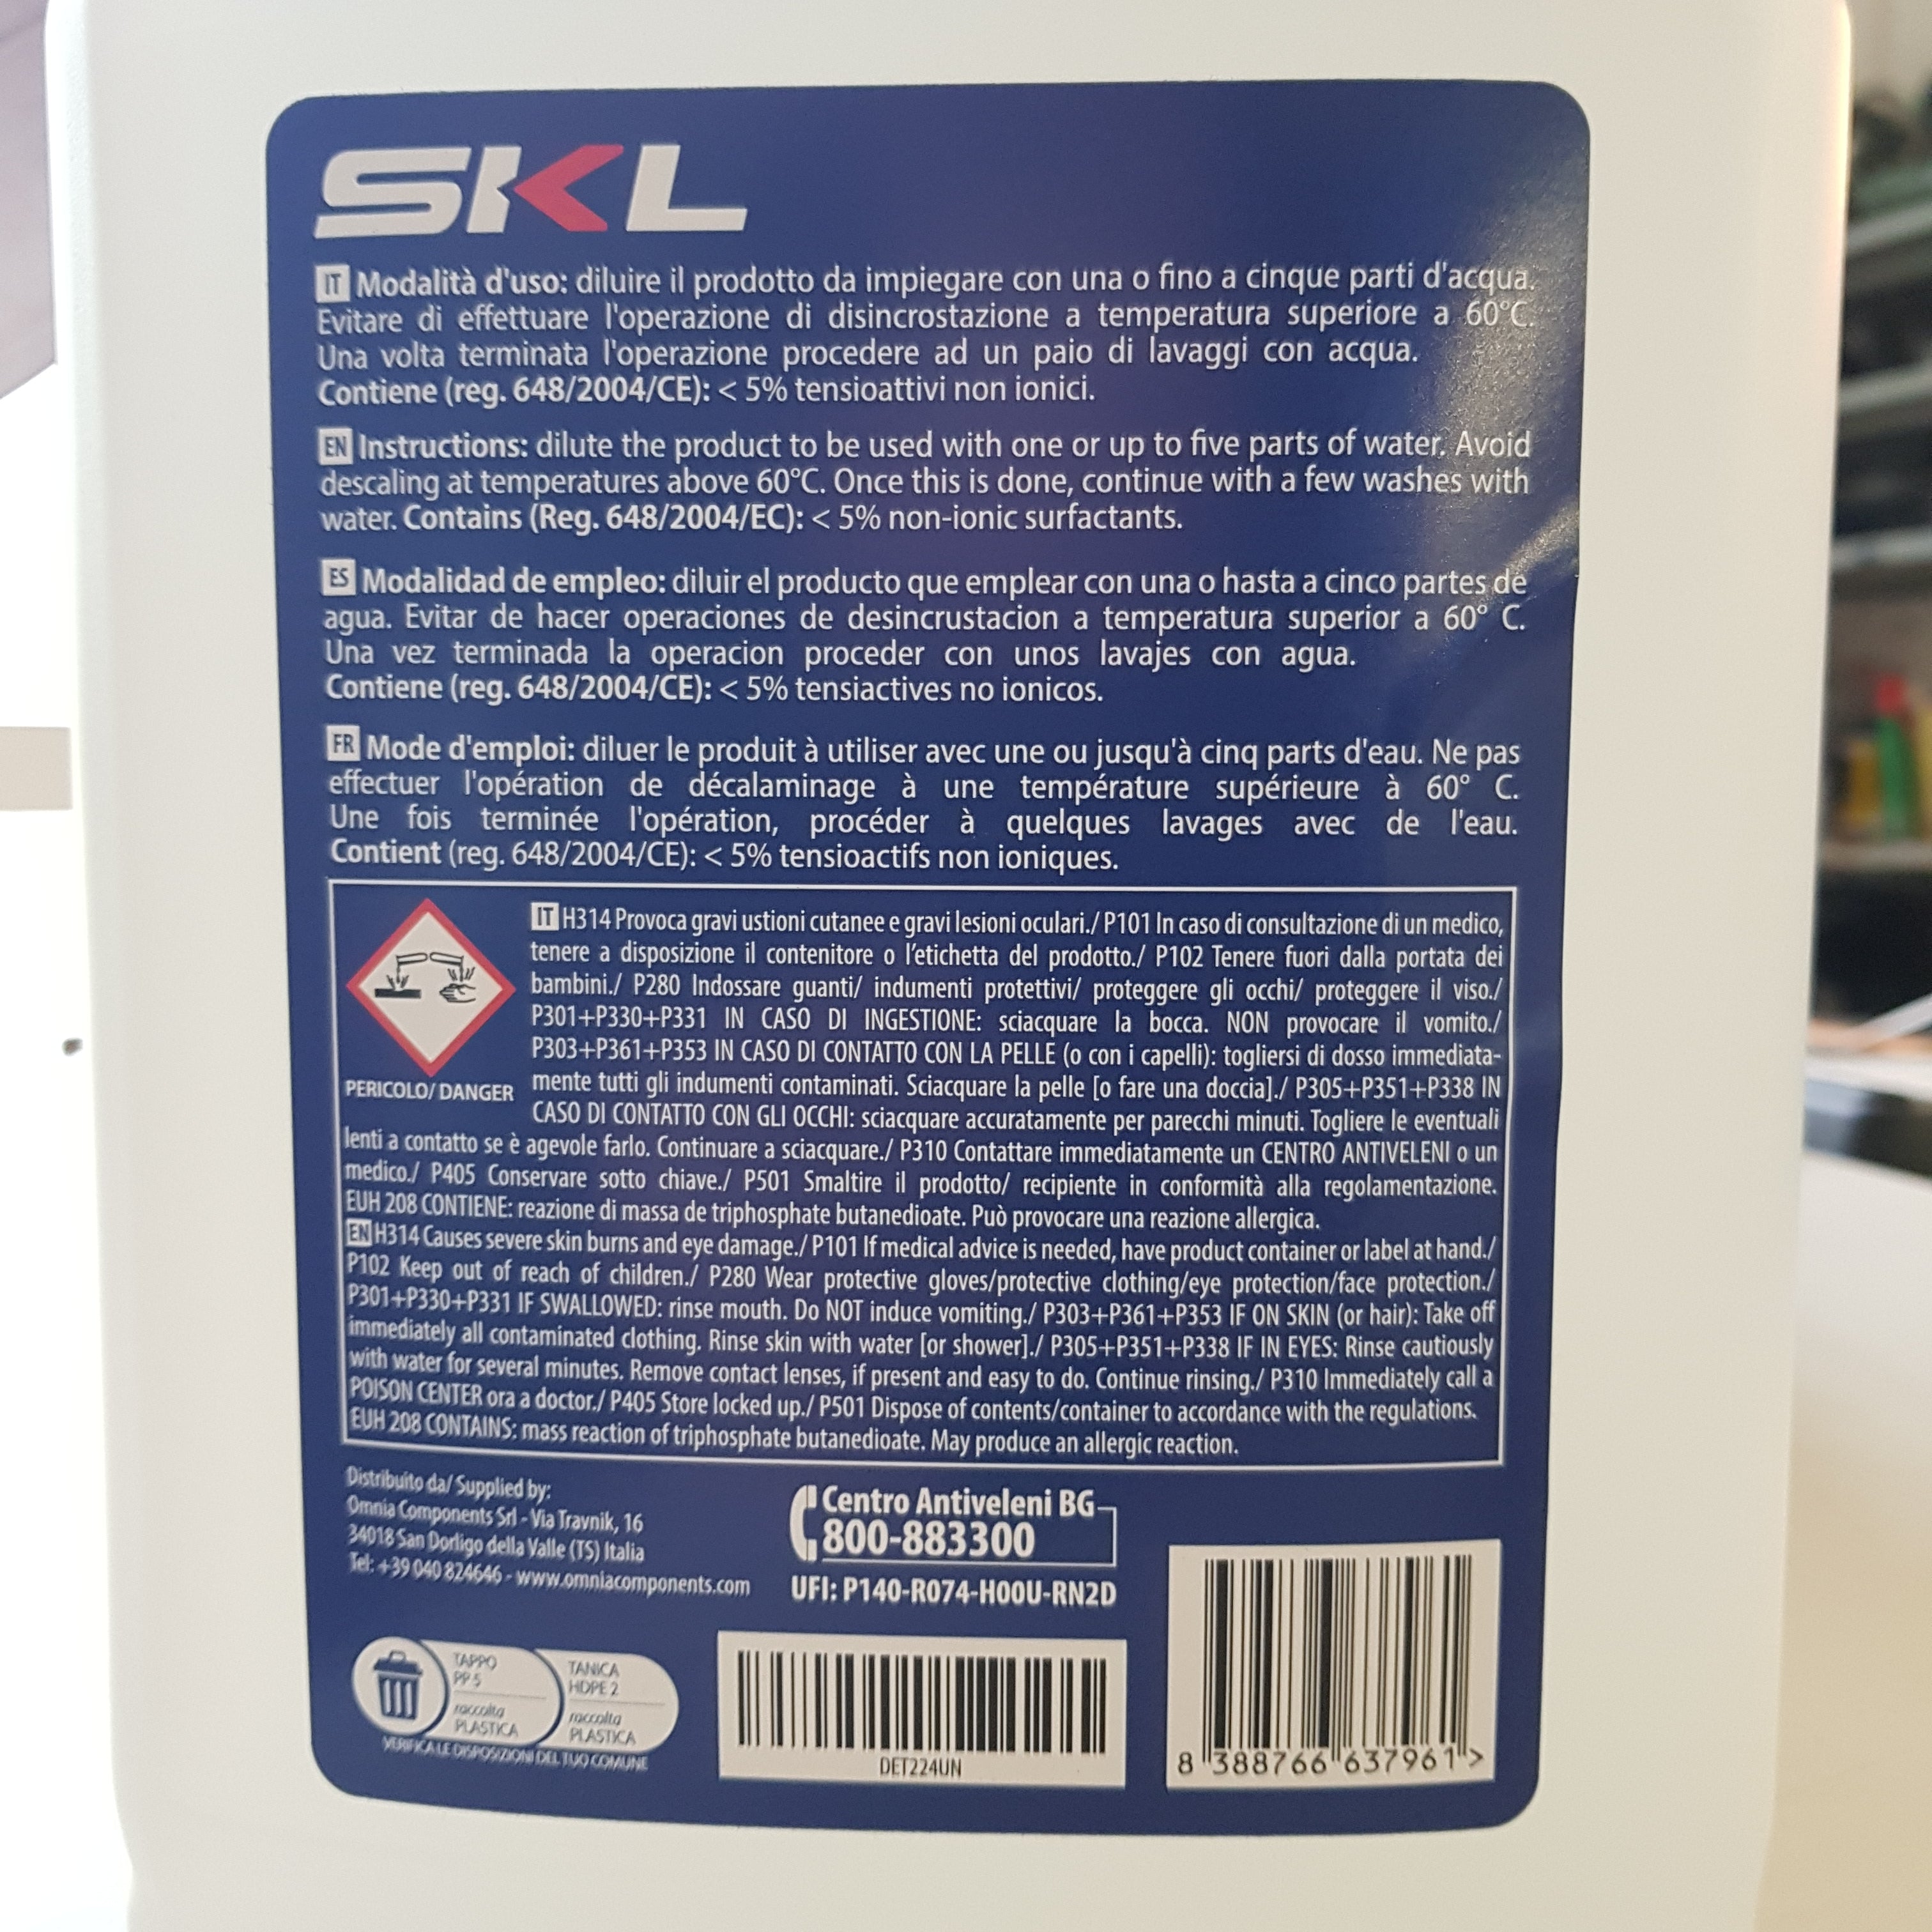 SKL
IT Modalità d'uso: diluire il prodotto da impiegare con una o fino a cinque parti d'acqua.
Evitare di effettuare l'operazione di disincrostazione a temperatura superiore a 60°C.
Una volta terminata l'operazione procedere ad un paio di lavaggi con acqua.
Contiene (reg. 648/2004/CE): < 5% tensioattivi non ionici.
EN Instructions: dilute the product to be used with one or up to five parts of water. Avoid
descaling at temperatures above 60°C. Once this is done, continue with a few washes with
water. Contains (Reg. 648/2004/EC): < 5% non-ionic surfactants.
ES Modalidad de empleo: diluir el producto que emplear con una o hasta a cinco partes de
agua. Evitar de hacer operaciones de desincrustacion a temperatura superior a 60° C.
Una vez terminada la operacion proceder con unos lavajes con agua.
Contiene (reg. 648/2004/CE): < 5% tensiactives no ionicos.
FR Mode d'emploi: diluer le produit à utiliser avec une ou jusqu'à cinq parts d'eau. Ne pas
effectuer l'opération de décalaminage à une température supérieure à 60° C.
Une fois terminée l'opération, procéder à quelques lavages avec de l'eau.
Contient (reg. 648/2004/CE): < 5% tensioactifs non ioniques.
PERICOLO/ DANGER
IT H314 Provoca gravi ustioni cutanee e gravi lesioni oculari./ P101 In caso di consultazione di un medico,
tenere a disposizione il contenitore o l'etichetta del prodotto./ P102 Tenere fuori dalla portata dei
bambini./ P280 Indossare guanti/ indumenti protettivi/ proteggere gli occhi/ proteggere il viso./
P301+P330+P331 IN CASO DI INGESTIONE: sciacquare la bocca. NON provocare il vomito./
P303+P361+P353 IN CASO DI CONTATTO CON LA PELLE (o con i capelli): togliersi di dosso immediata-
mente tutti gli indumenti contaminati. Sciacquare la pelle [o fare una doccia]./ P305+P351+P338 IN
CASO DI CONTATTO CON GLI OCCHI: sciacquare accuratamente per parecchi minuti. Togliere le eventuali
lenti a contatto se è agevole farlo. Continuare a sciacquare./ P310 Contattare immediatamente un CENTRO ANTIVELENI o un
medico./ P405 Conservare sotto chiave./ P501 Smaltire il prodotto/ recipiente in conformità alla regolamentazione.
EUH 208 CONTIENE: reazione di massa de triphosphate butanedioate. Può provocare una reazione allergica.
EN H314 Causes severe skin burns and eye damage./ P101 If medical advice is needed, have product container or label at hand./
P102 Keep out of reach of children./ P280 Wear protective gloves/protective clothing/eye protection/face protection./
P301+P330+P331 IF SWALLOWED: rinse mouth. Do NOT induce vomiting./ P303+P361+P353 IF ON SKIN (or hair): Take off
immediately all contaminated clothing. Rinse skin with water [or shower]./ P305+P351+P338 IF IN EYES: Rinse cautiously
with water for several minutes. Remove contact lenses, if present and easy to do. Continue rinsing./ P310 Immediately call a
POISON CENTER ora a doctor./ P405 Store locked up./ P501 Dispose of contents/container to accordance with the regulations.
EUH 208 CONTAINS: mass reaction of triphosphate butanedioate. May produce an allergic reaction.
Distribuito da/ Supplied by:
Omnia Components Srl - Via Travnik, 16
34018 San Dorligo della Valle (TS) Italia
Tel: +39 040 824646 - www.omniacomponents.com
Centro Antiveleni BG
800-883300
UFI: P140-R074-H00U-RN2D
TAPPO
PP 5
raccolta
PLASTICA
TANICA
HDPE 2
raccolta
PLASTICA
VERIFICA LE DISPOSIZIONI DEL TUO COMUNE
DET224UN
8 388766 637961 >